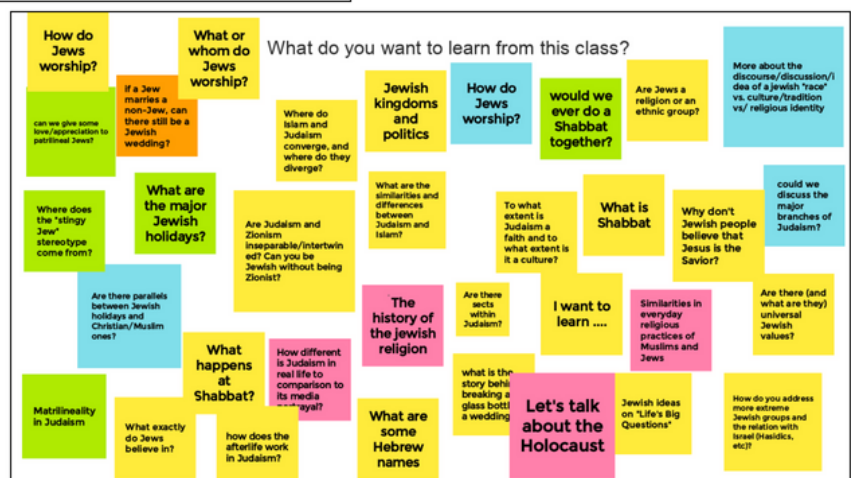 What do you want to learn from this class?
How do
Jews
worship?
What or
whom do
Jews
worship?
can we give some
love/appreciation to
patrilineal Jews?
if a Jew
marries a
non-Jew, can
there still be a
Jewish
wedding?
Where do
Islam and
Judaism
converge, and
where do they
diverge?
Jewish
kingdoms
and
politics
How do
Jews
worship?
would we
ever do a
Shabbat
together?
Are Jews a
religion or an
ethnic group?
More about the
discourse/discussion/i
dea of a jewish "race"
vs. culture/tradition
vs/ religious identity
Where does
the "stingy
Jew"
stereotype
come from?
What are
the major
Jewish
holidays?
Are Judaism and
Zionism
inseparable/intertwin
ed? Can you be
Jewish without being
Zionist?
What are the
similarities and
differences
between
Judaism and
Islam?
To what
extent is
Judaism a
faith and to
what extent is
it a culture?
What is
Shabbat
Why don't
Jewish people
believe that
Jesus is the
Savior?
could we
discuss the
major
branches of
Judaism?
Are there parallels
between Jewish
holidays and
Christian/Muslim
ones?
The
history of
the jewish
religion
Are there
sects
within
Judaism?
I want to
learn ....
Similarities in
everyday
religious
practices of
Muslims and
Jews
Are there (and
what are they)
universal
Jewish
values?
What
happens
at
Shabbat?
How different
is Judaism in
real life to
comparison to
its media
Matrilineality
in Judaism
What exactly
do Jews
believe in?
how does the
afterlife work
in Judaism?
What are
some
Hebrew
names
what is the
story
breaking a
glass
a wedding
Let's talk
about the
Holocaust
Jewish ideas
on "Life's Big
Questions"
How do you address
more extreme
Jewish groups and
the relation with
Israel (Hasidics,
etc)?